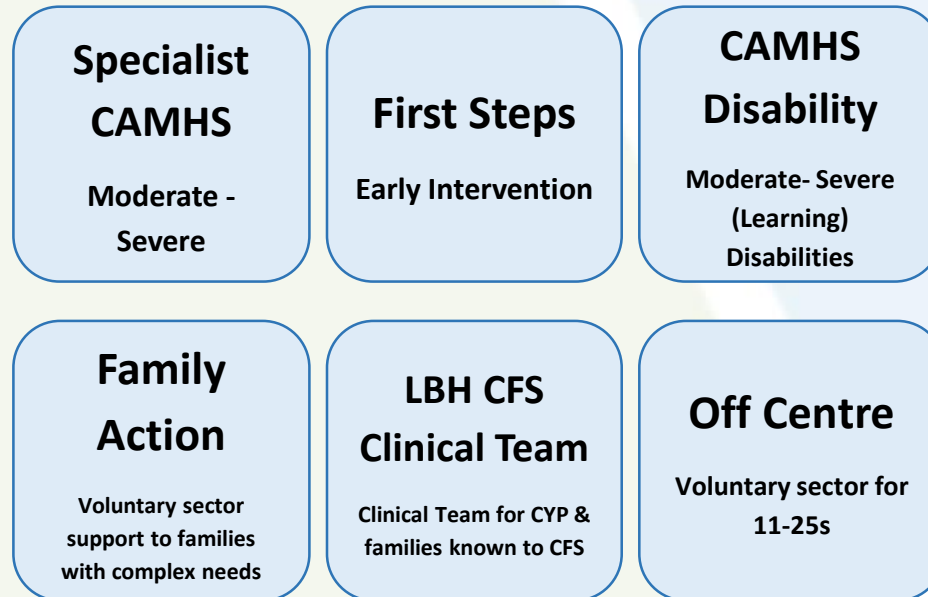 Specialist
CAMHS
Moderate -
Severe
First Steps
Early Intervention
CAMHS
Disability
Moderate- Severe
(Learning)
Disabilities
Family
Action
Voluntary sector
support to families
with complex needs
LBH CFS
Clinical Team
Clinical Team for CYP &
families known to CFS
Off Centre
Voluntary sector for
11-25s